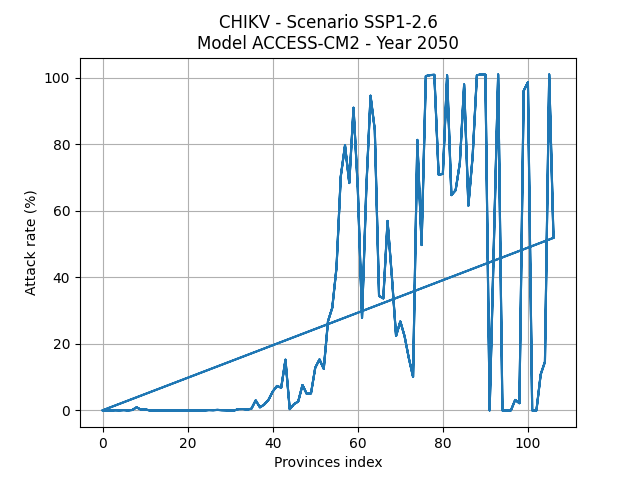 CHIKV - Scenario SSP1-2.6
Model ACCESS-CM2 - Year 2050
100
80
60
40
20
0
Attack rate (%)
0 20 40 60 80 100
Provinces index